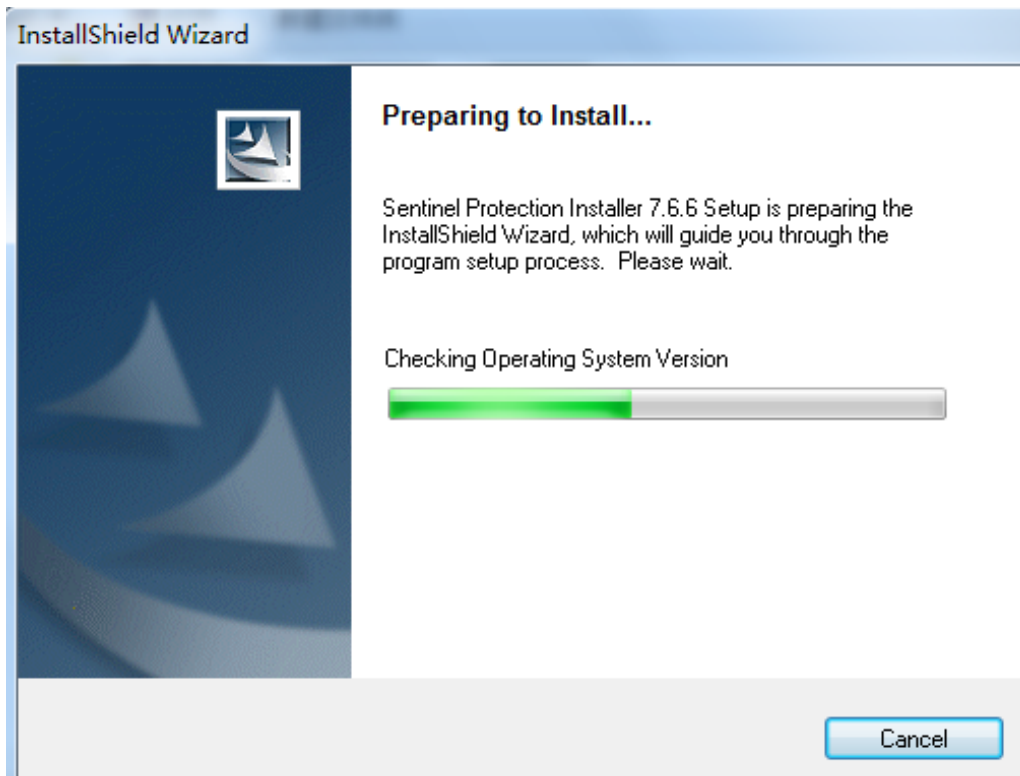 InstallShield Wizard
Preparing to Install...
Sentinel Protection Installer 7.6.6 Setup is preparing the
InstallShield Wizard, which will guide you through the
program setup process.  Please wait.
Checking Operating System Version
Cancel